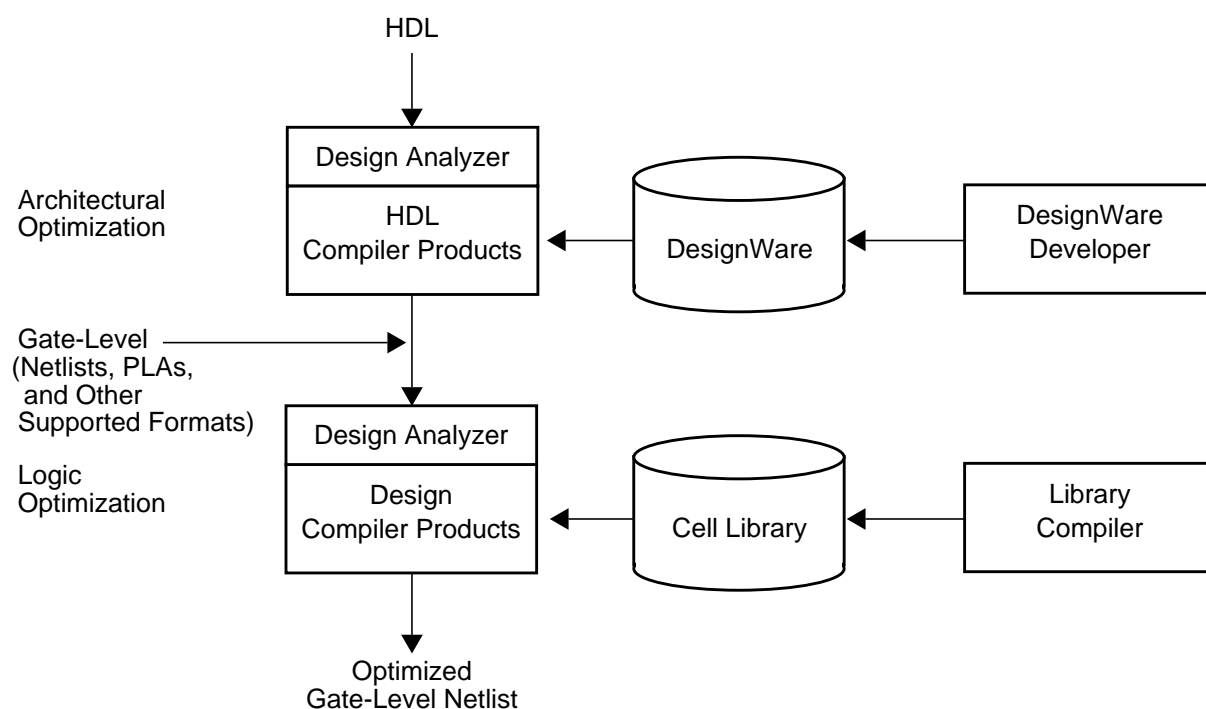 HDL
Design Analyzer
Architectural
Optimization
HDL
Compiler Products
DesignWare
DesignWare
Developer
Gate-Level
(Netlists, PLAs,
and Other
Supported Formats)
Design Analyzer
Logic
Optimization
Design
Compiler Products
Cell Library
Library
Compiler
Optimized
Gate-Level Netlist